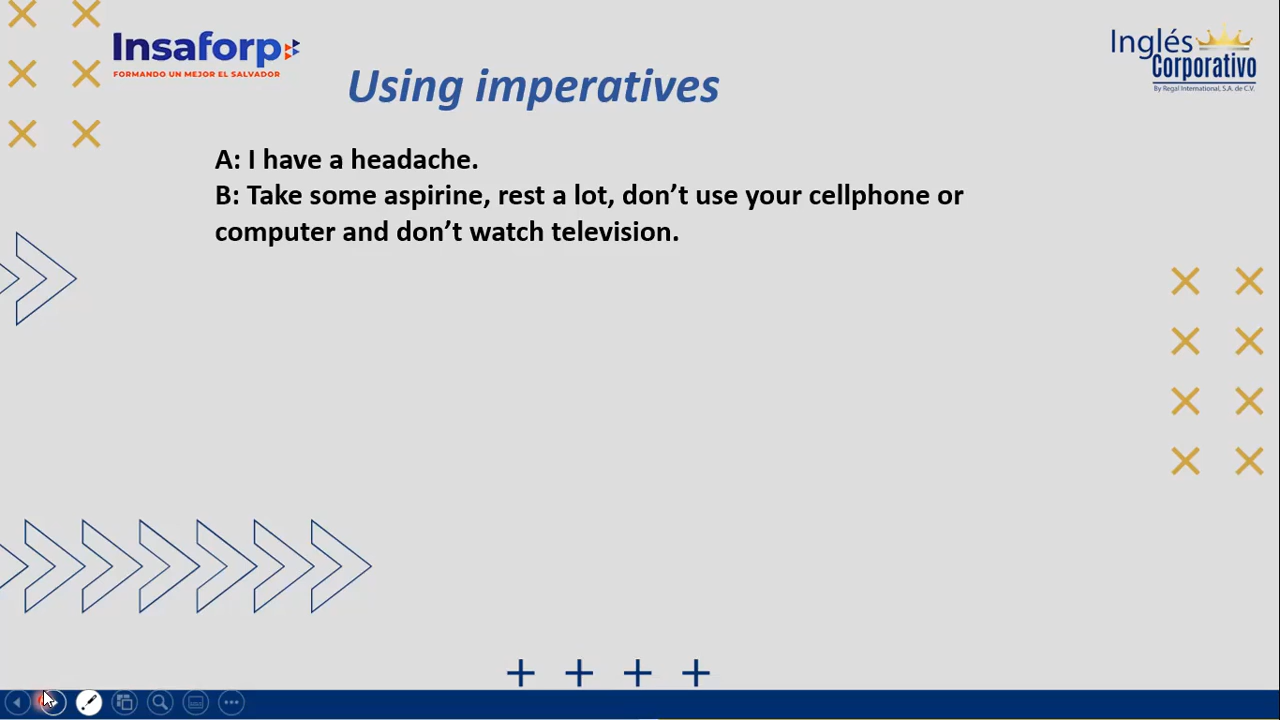 Insaforp
FORMANDO UN MEJOR EL SALVADOR
Inglés
Corporativo
By Regal International, S.A. de C.V.
Using imperatives
A: I have a headache.
B: Take some aspirine, rest a lot, don’t use your cellphone or
computer and don’t watch television.